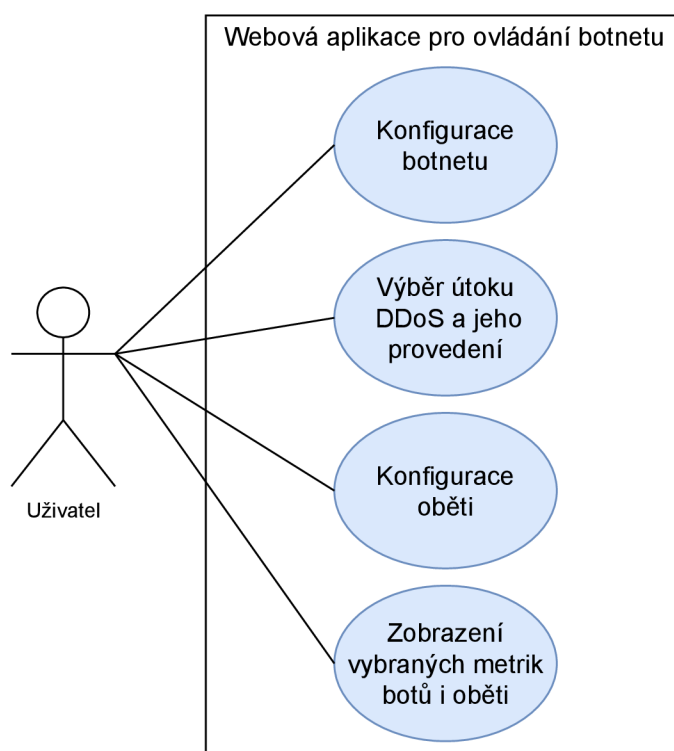 Webová aplikace pro ovládání botnetu
Konfigurace
botnetu
Výběr útoku
DDoS a jeho
provedení
Konfigurace
oběti
Zobrazení
vybraných metrik
botů i oběti
Uživatel